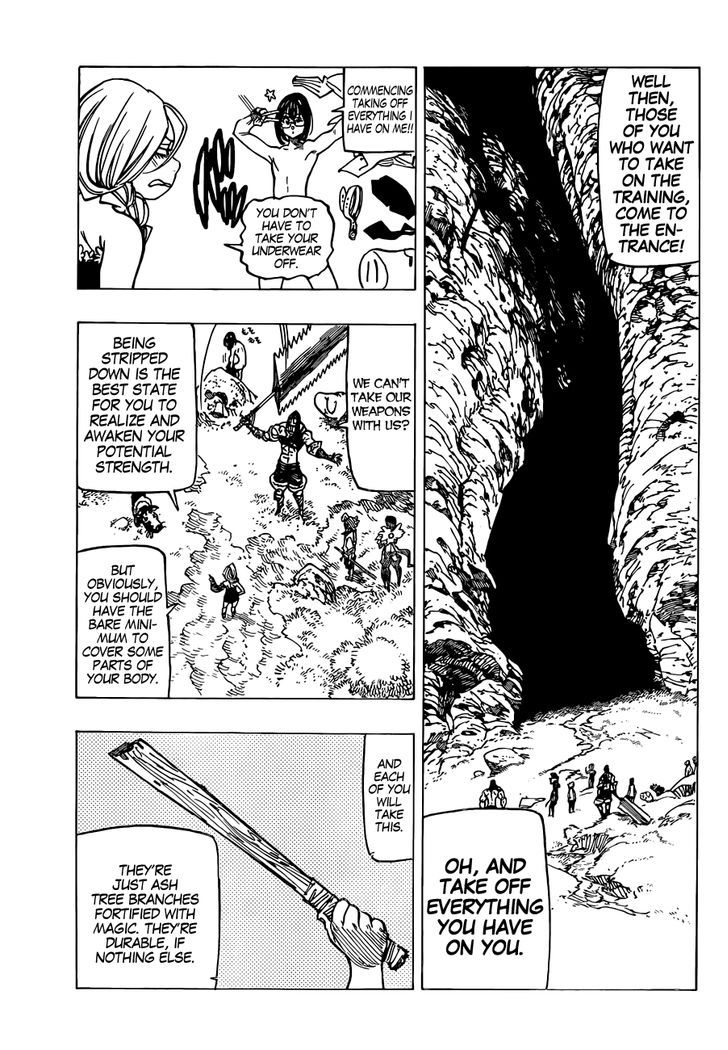 WELL
THEN,
THOSE
OF YOU
WHO WANT
TO TAKE
ON THE
TRAINING,
COME TO
THE EN-
TRANCE!
OH, AND
TAKE OFF
EVERYTHING
YOU HAVE
ON YOU.
COMMENCING
TAKING OFF
EVERYTHING I
HAVE ON ME!!
YOU DON'T
HAVE TO
TAKE YOUR
UNDERWEAR
OFF.
WE CAN'T
TAKE OUR
WEAPONS
WITH US?
BEING
STRIPPED
DOWN IS THE
BEST STATE
FOR YOU TO
REALIZE AND
AWAKEN YOUR
POTENTIAL
STRENGTH.
BUT
OBVIOUSLY,
YOU SHOULD
HAVE THE
BARE MINI-
MUM TO
COVER SOME
PARTS OF
YOUR BODY.
AND
EACH
OF YOU
WILL
TAKE
THIS.
THEY'RE
JUST ASH
TREE BRANCHES
FORTIFIED WITH
MAGIC. THEY'RE
DURABLE, IF
NOTHING ELSE.